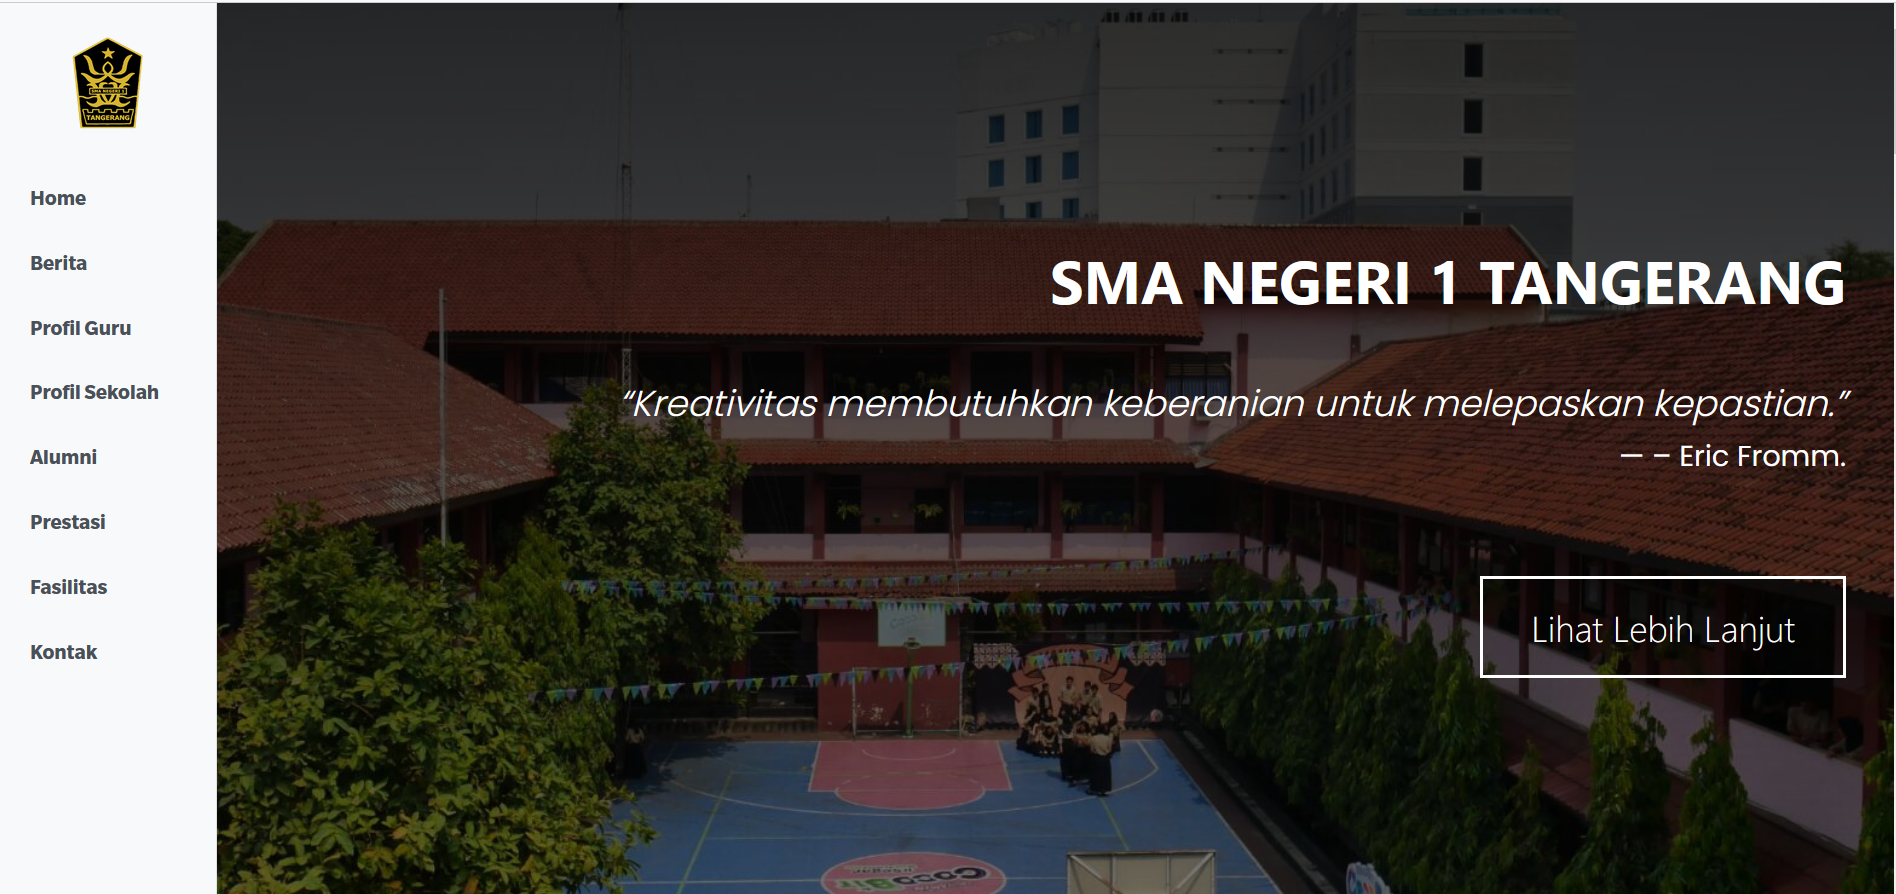 SMA NEGERI 1
TANGERANG
Home
Berita
Profil Guru
Profil Sekolah
Alumni
Prestasi
Fasilitas
Kontak
SMA NEGERI 1 TANGERANG
“Kreativitas membutuhkan keberanian untuk melepaskan kepastian.”
— – Eric Fromm.
Lihat Lebih Lanjut